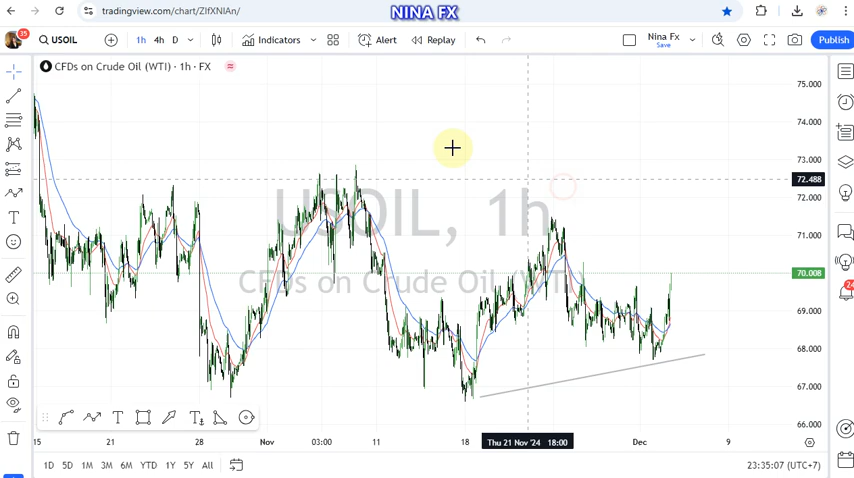 NINA FX
tradingview.com/chart/ZIfXNIAn/
35
USOIL
1h 4h D
Indicators
Alert
Replay
Nina Fx
Save
Publish
CFDs on Crude Oil (WTI) · 1h · FX
USOIL, 1h
CFDs on Crude Oil (WTI)
75.000
74.000
73.000
72.488
72.000
71.000
70.008
69.000
68.000
67.000
66.000
24
15 21 28 Nov 03:00 11 18 Thu 21 Nov '24 18:00 Dec 9
1D 5D 1M 3M 6M YTD 1Y 5Y All
23:35:07 (UTC+7)